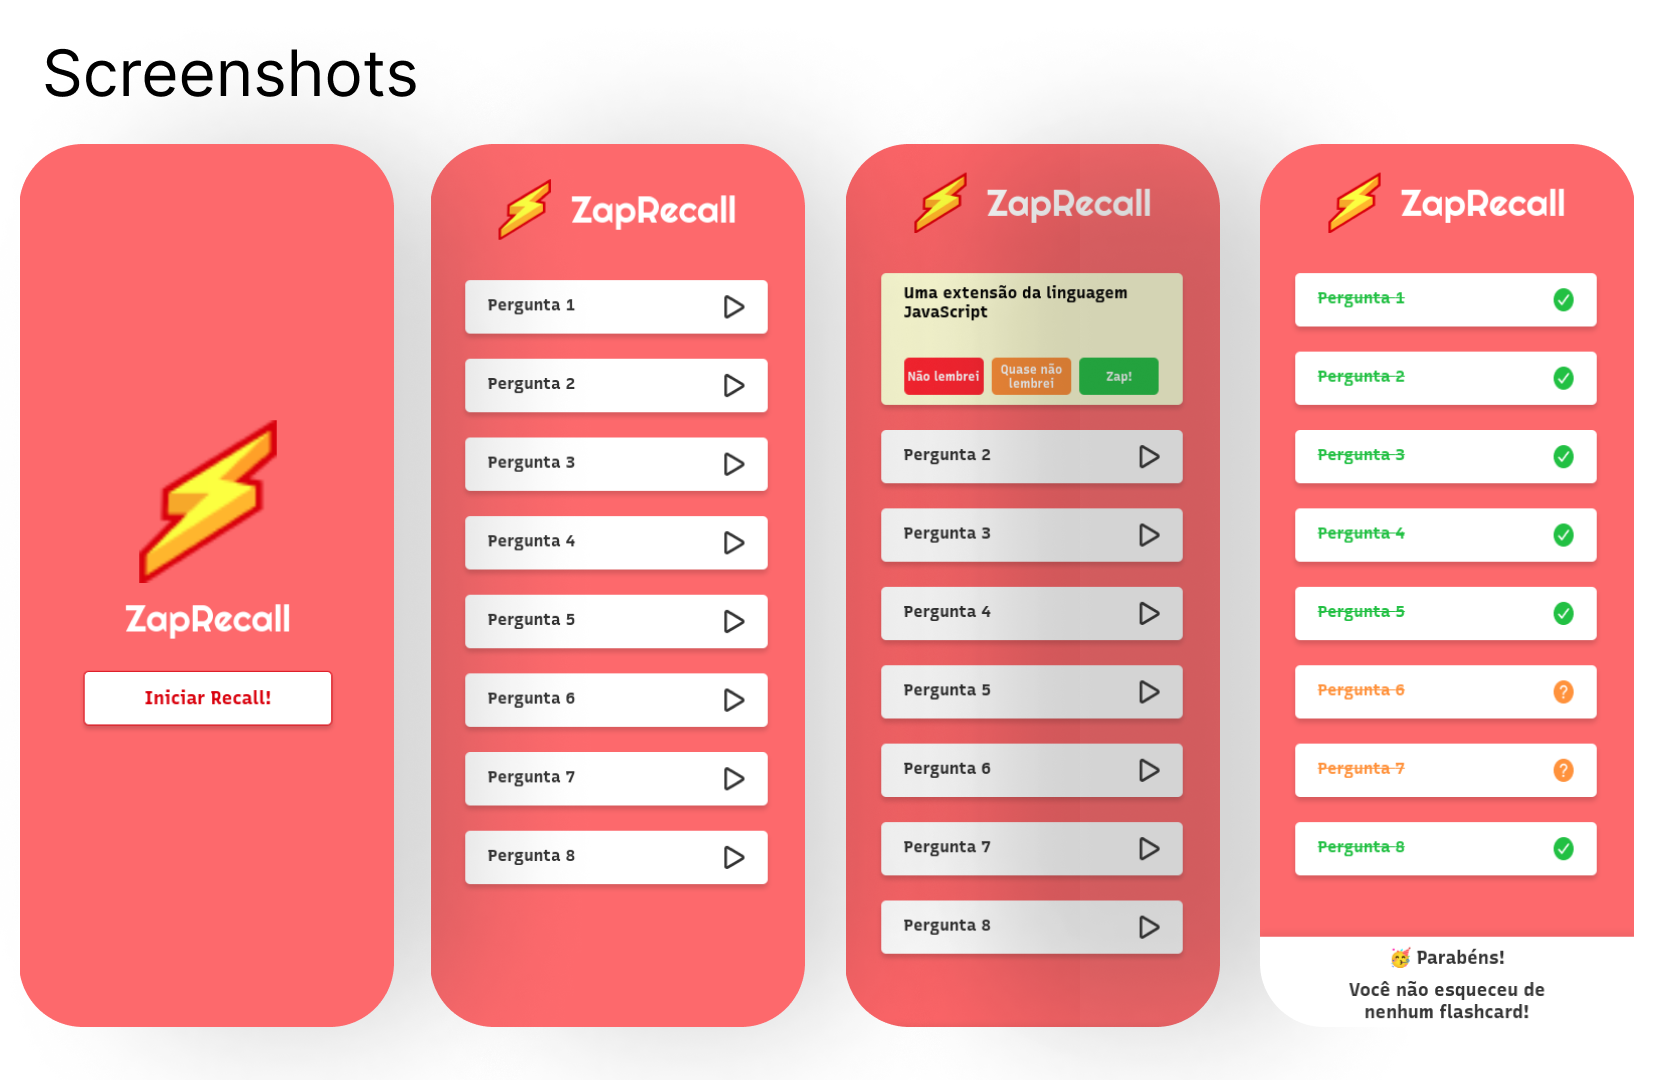 Screenshots
ZapRecall
Iniciar Recall!
ZapRecall
Pergunta 1
Pergunta 2
Pergunta 3
Pergunta 4
Pergunta 5
Pergunta 6
Pergunta 7
Pergunta 8
ZapRecall
Uma extensão da linguagem
JavaScript
Não lembrei
Quase não
lembrei
Zap!
Pergunta 2
Pergunta 3
Pergunta 4
Pergunta 5
Pergunta 6
Pergunta 7
Pergunta 8
ZapRecall
Pergunta 1
Pergunta 2
Pergunta 3
Pergunta 4
Pergunta 5
Pergunta 6
Pergunta 7
Pergunta 8
🥳 Parabéns!
Você não esqueceu de
nenhum flashcard!